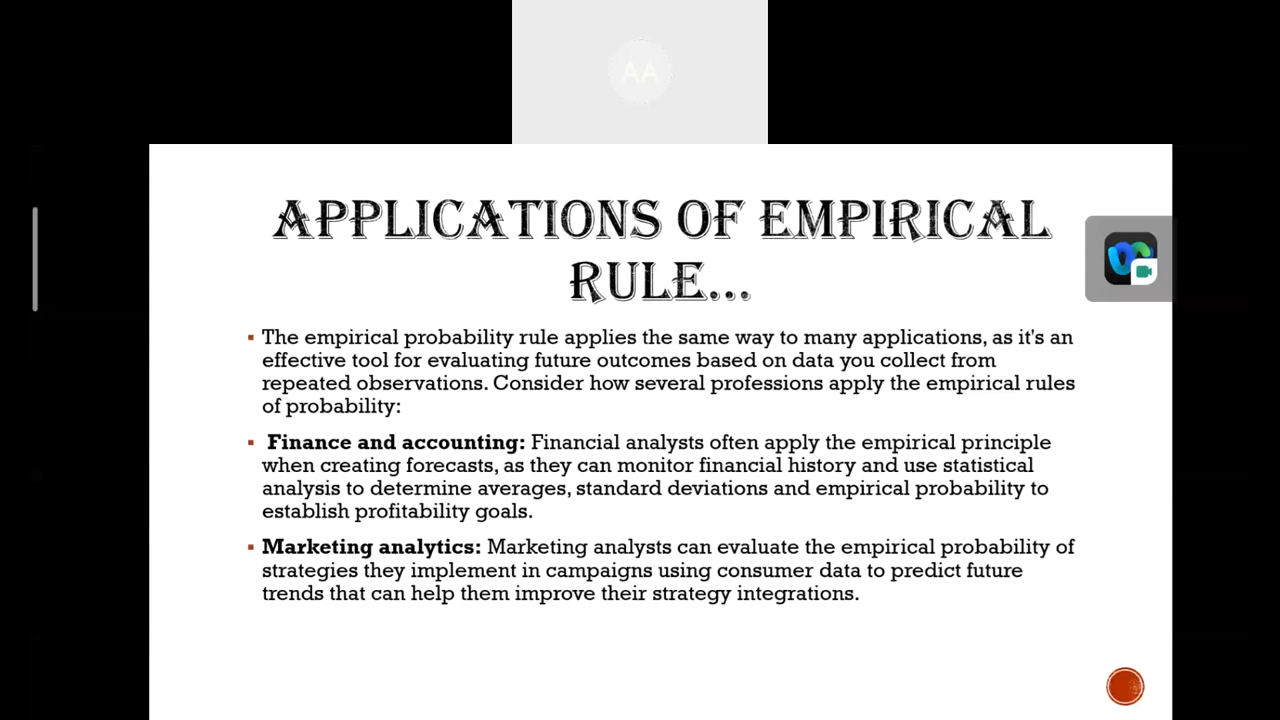 AA
APPLICATIONS OF EMPIRICAL
RULE...
The empirical probability rule applies the same way to many applications, as it's an
effective tool for evaluating future outcomes based on data you collect from
repeated observations. Consider how several professions apply the empirical rules
of probability:
Finance and accounting: Financial analysts often apply the empirical principle
when creating forecasts, as they can monitor financial history and use statistical
analysis to determine averages, standard deviations and empirical probability to
establish profitability goals.
Marketing analytics: Marketing analysts can evaluate the empirical probability of
strategies they implement in campaigns using consumer data to predict future
trends that can help them improve their strategy integrations.